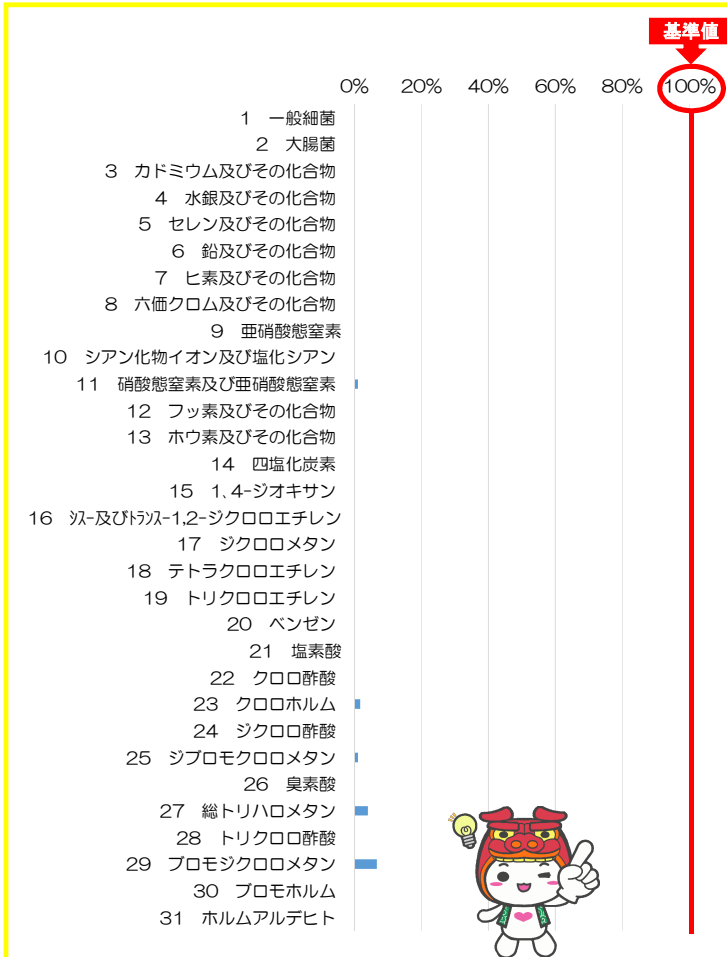 基準値
0% 20% 40% 60% 80% 100%
1 一般細菌
2 大腸菌
3 カドミウム及びその化合物
4 水銀及びその化合物
5 セレン及びその化合物
6 鉛及びその化合物
7 ヒ素及びその化合物
8 六価クロム及びその化合物
9 亜硝酸態窒素
10 シアン化物イオン及び塩化シアン
11 硝酸態窒素及び亜硝酸態窒素
12 フッ素及びその化合物
13 ホウ素及びその化合物
14 四塩化炭素
15 1、4-ジオキサン
16 シス-及びトランス-1,2-ジクロロエチレン
17 ジクロロメタン
18 テトラクロロエチレン
19 トリクロロエチレン
20 ベンゼン
21 塩素酸
22 クロロ酢酸
23 クロロホルム
24 ジクロロ酢酸
25 ジブロモクロロメタン
26 臭素酸
27 総トリハロメタン
28 トリクロロ酢酸
29 ブロモジクロロメタン
30 ブロモホルム
31 ホルムアルデヒト